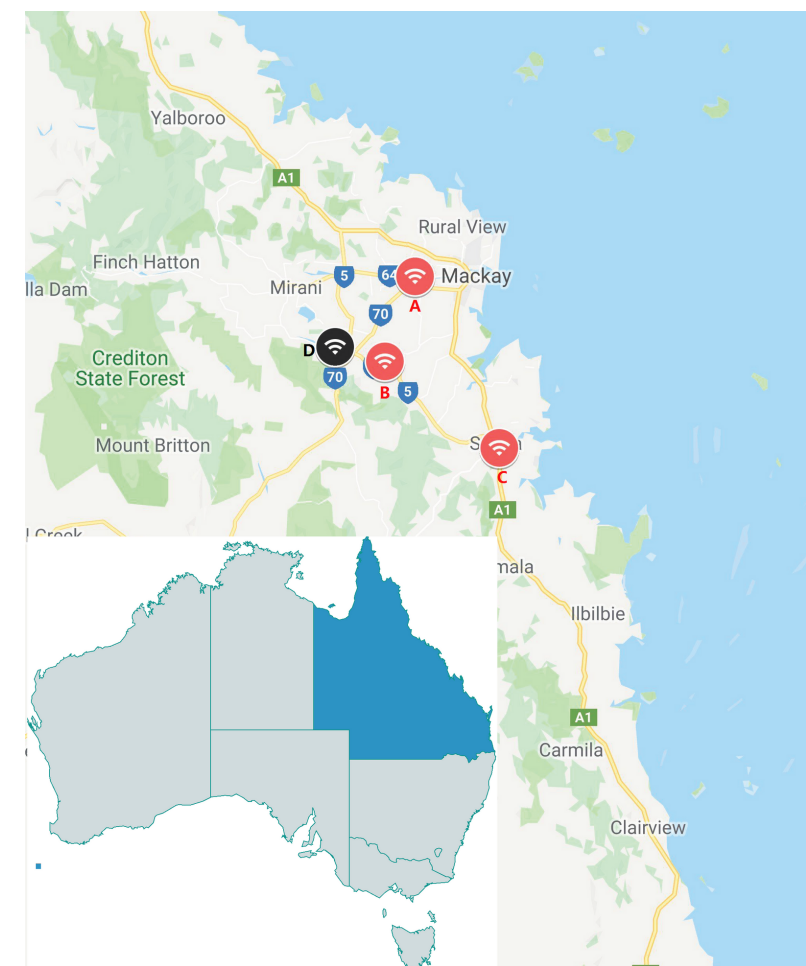 Yalboroo
A1
Rural View
Finch Hatton
5
64
Mackay
Mirani
lla Dam
A
70
D
Crediton
State Forest
70
B
5
Mount Britton
S
n
C
A1
l Creek
mala
Ilbilbie
A1
Carmila
Clairview